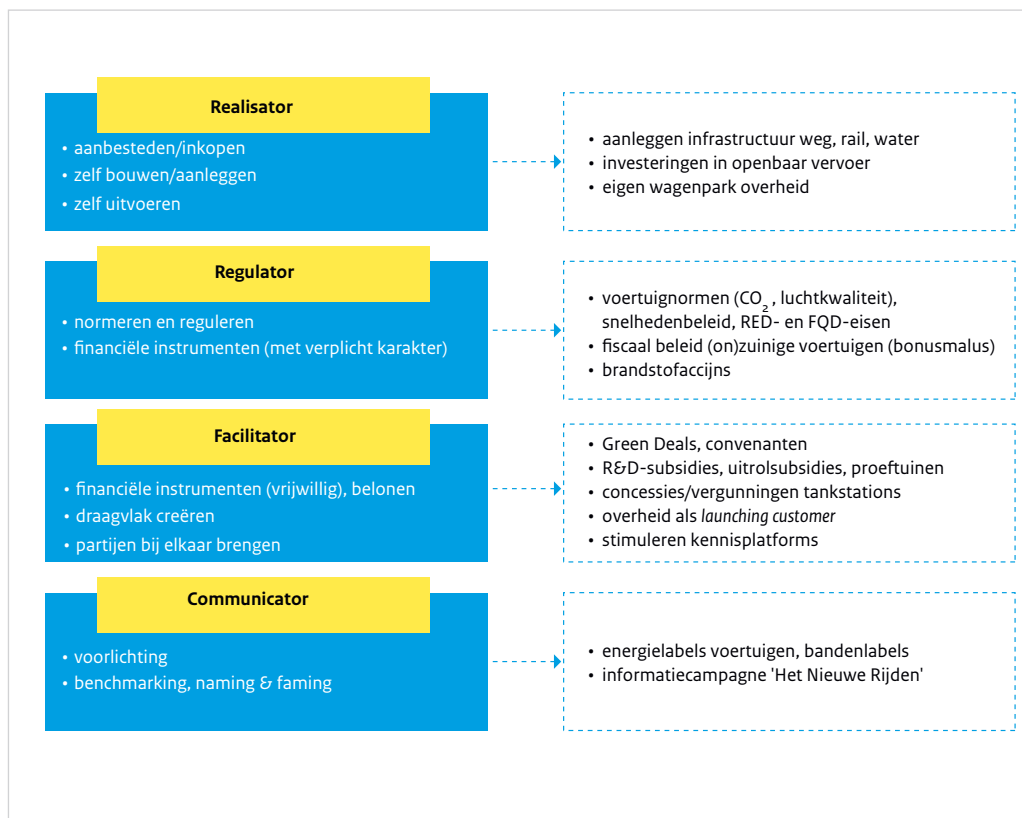 Realisator
• aanbesteden/inkopen
• zelf bouwen/aanleggen
• zelf uitvoeren
• aanleggen infrastructuur weg, rail, water
• investeringen in openbaar vervoer
• eigen wagenpark overheid
Regulator
• normeren en reguleren
• financiële instrumenten (met verplicht karakter)
• voertuignormen (CO₂ , luchtkwaliteit),
snelhedenbeleid, RED- en FQD-eisen
• fiscaal beleid (on)zuinige voertuigen (bonusmalus)
• brandstofaccijns
Facilitator
• financiële instrumenten (vrijwillig), belonen
• draagvlak creëren
• partijen bij elkaar brengen
• Green Deals, convenanten
• R&D-subsidies, uitrolsubsidies, proeftuinen
• concessies/vergunningen tankstations
• overheid als launching customer
• stimuleren kennisplatforms
Communicator
• voorlichting
• benchmarking, naming & faming
• energielabels voertuigen, bandenlabels
• informatiecampagne 'Het Nieuwe Rijden'